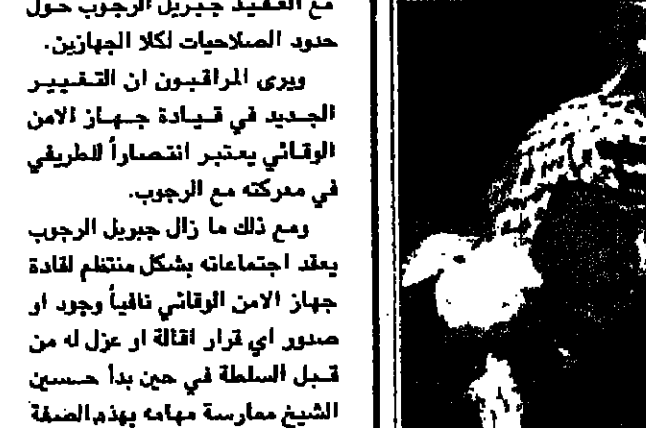 مع العقيد جبريل الرجوب حول
حدود الصلاحيات لكلا الجهازين.
ويرى المراقبون ان التغيير
الجديد في قيادة جهاز الامن
الوقائي يعتبر انتصاراً للطريفي
في معركته مع الرجوب.
ومع ذلك ما زال جبريل الرجوب
يعقد اجتماعاته بشكل منتظم لقادة
جهاز الامن الوقائي نافياً وجود او
صدور اي قرار اقالة او عزل له من
قبل السلطة في حين بدأ حسين
الشيخ ممارسة مهامه بهذه الصفة